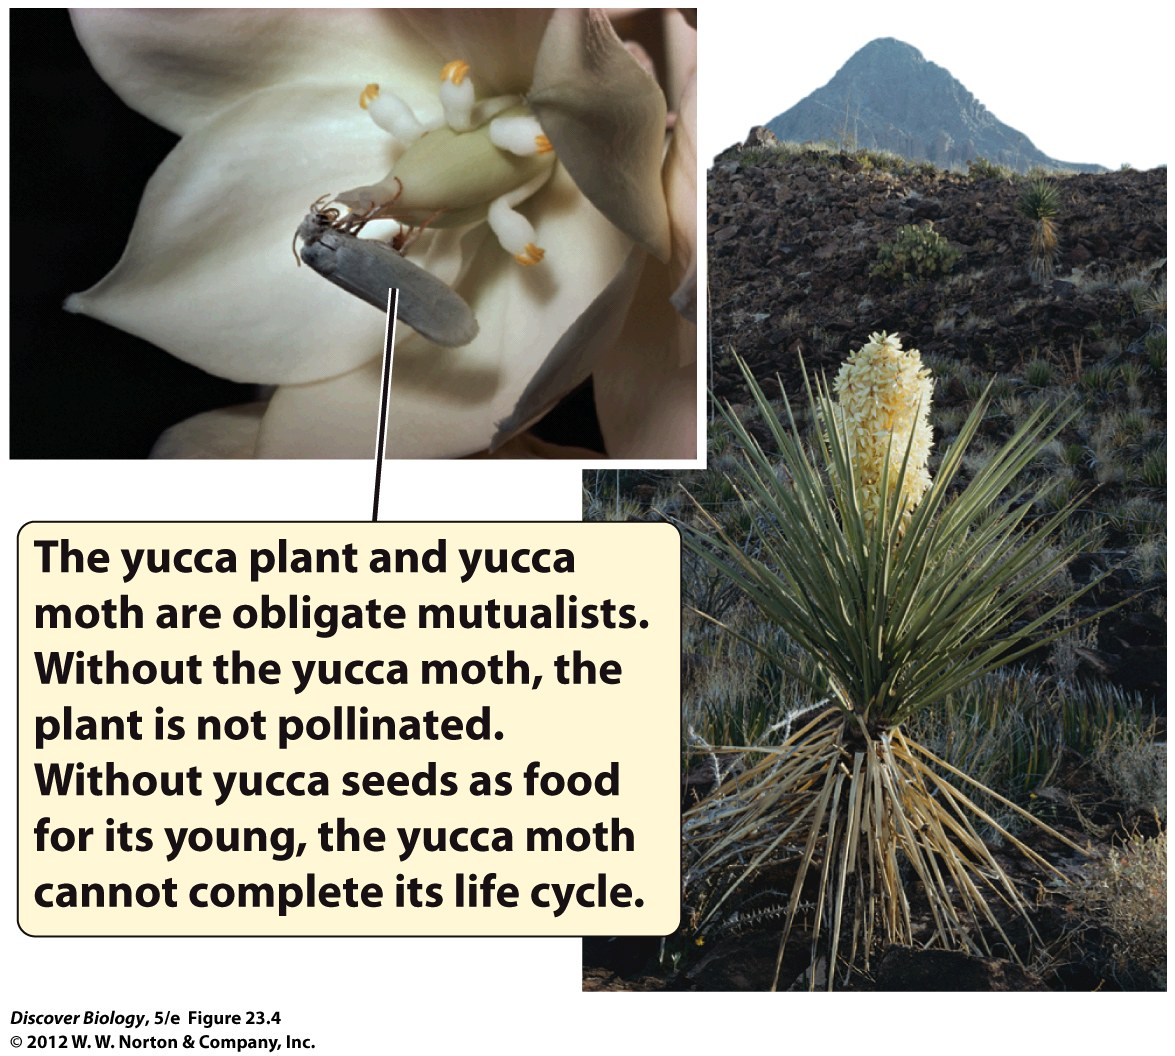 The yucca plant and yucca
moth are obligate mutualists.
Without the yucca moth, the
plant is not pollinated.
Without yucca seeds as food
for its young, the yucca moth
cannot complete its life cycle.
Discover Biology, 5/e Figure 23.4
© 2012 W. W. Norton & Company, Inc.